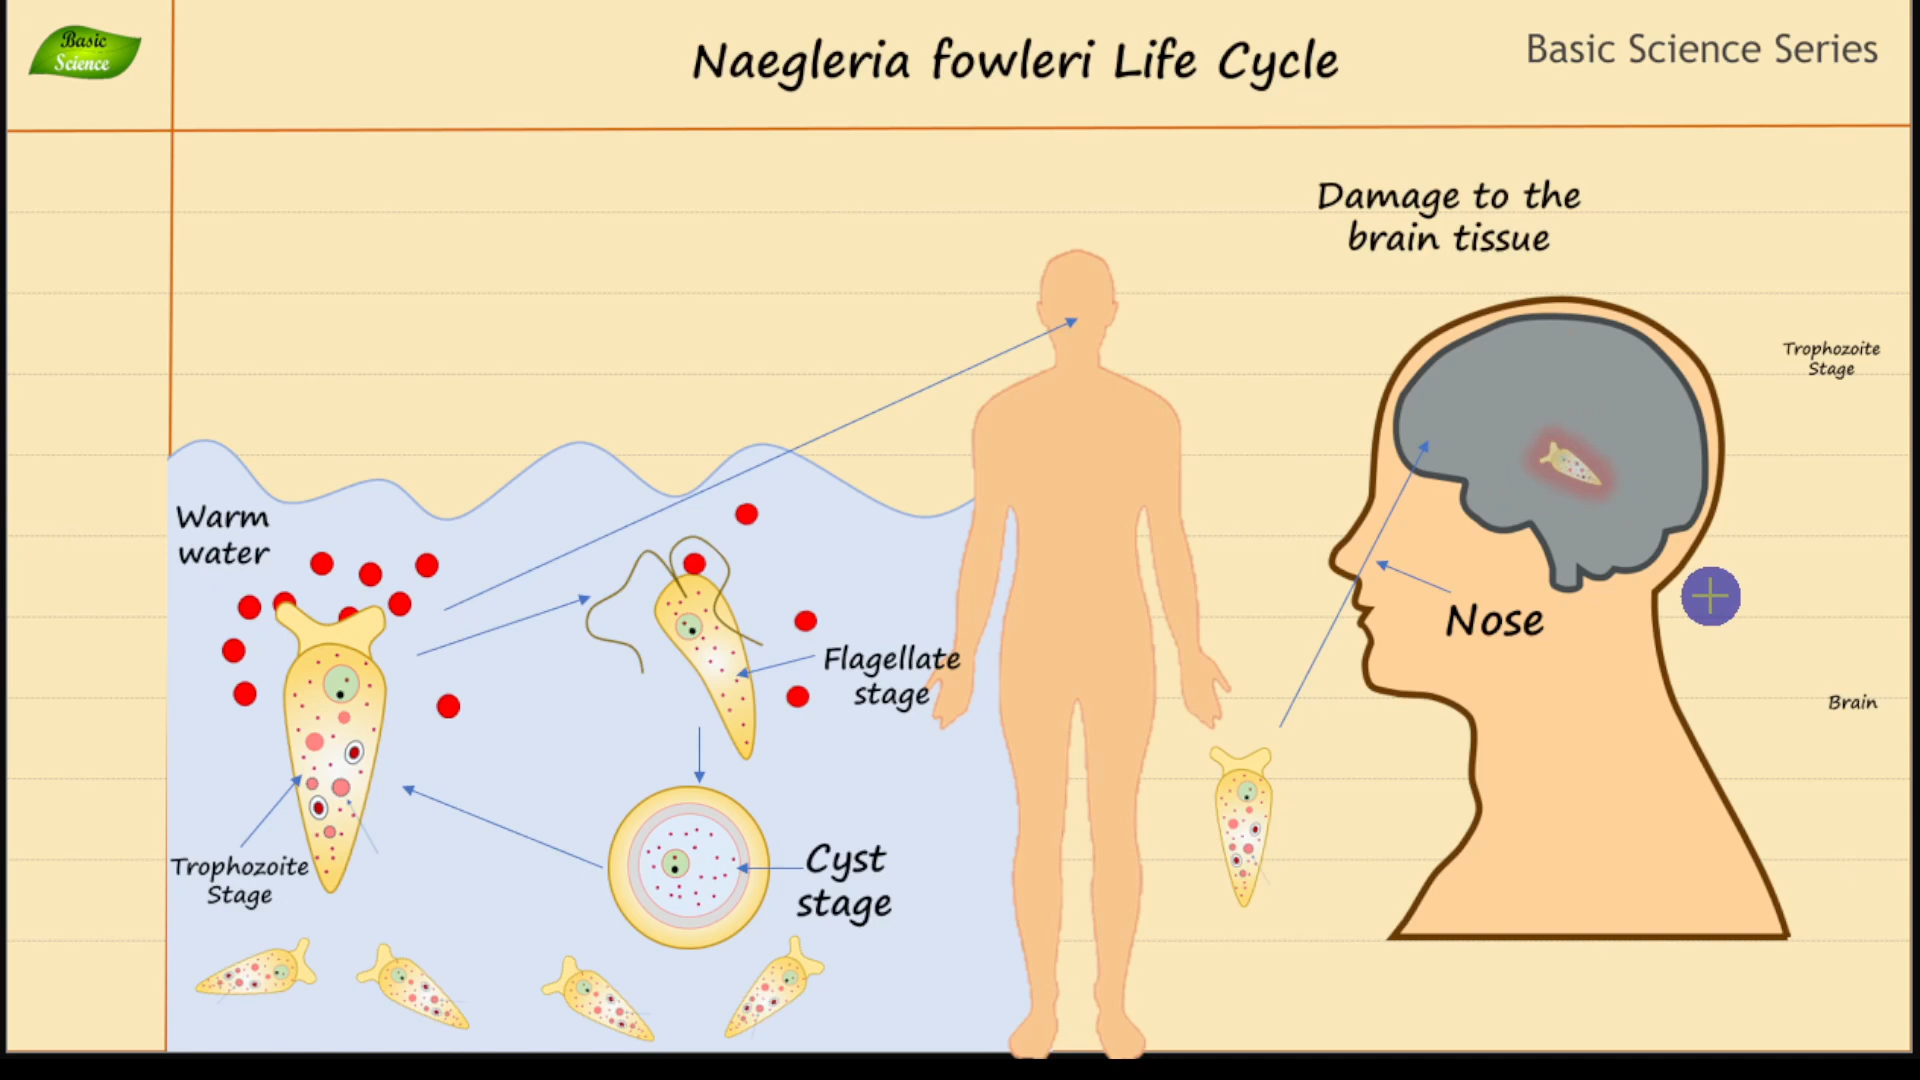 Basic
Science
Naegleria fowleri Life Cycle
Basic Science Series
Damage to the
brain tissue
Trophozoite
Stage
Warm
water
Nose
Flagellate
stage
Brain
Cyst
stage
Trophozoite
Stage